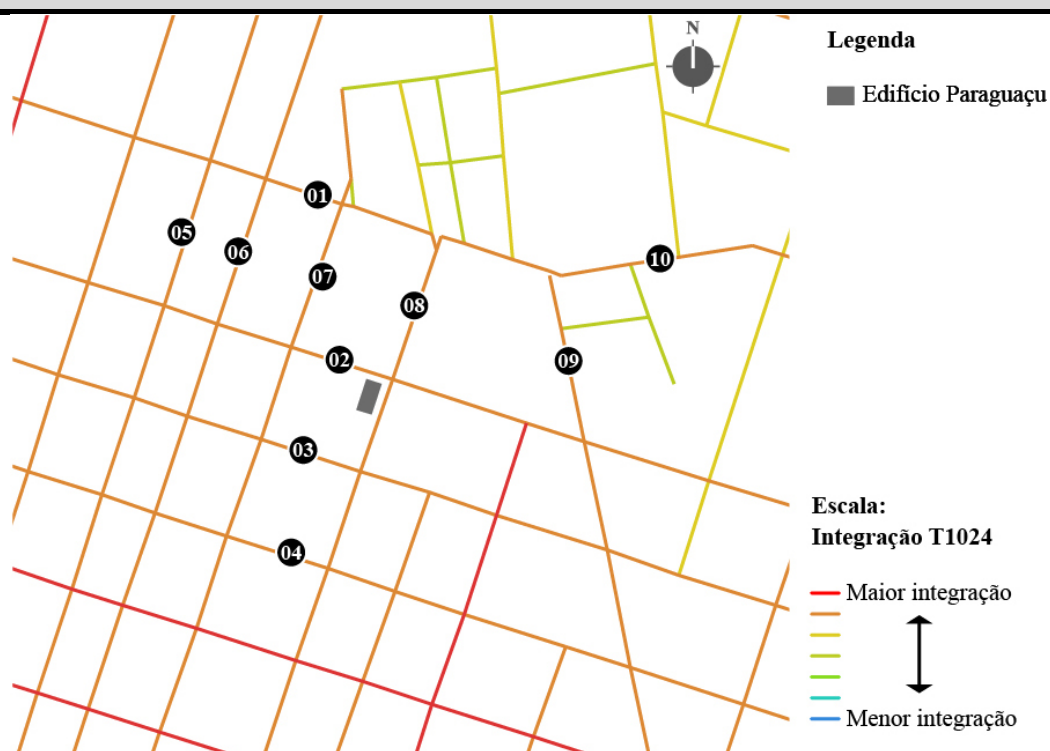 N
Legenda
Edifício Paraguaçu
01
05
06
07
10
08
02
09
03
Escala:
Integração T1024
04
Maior integração
Menor integração